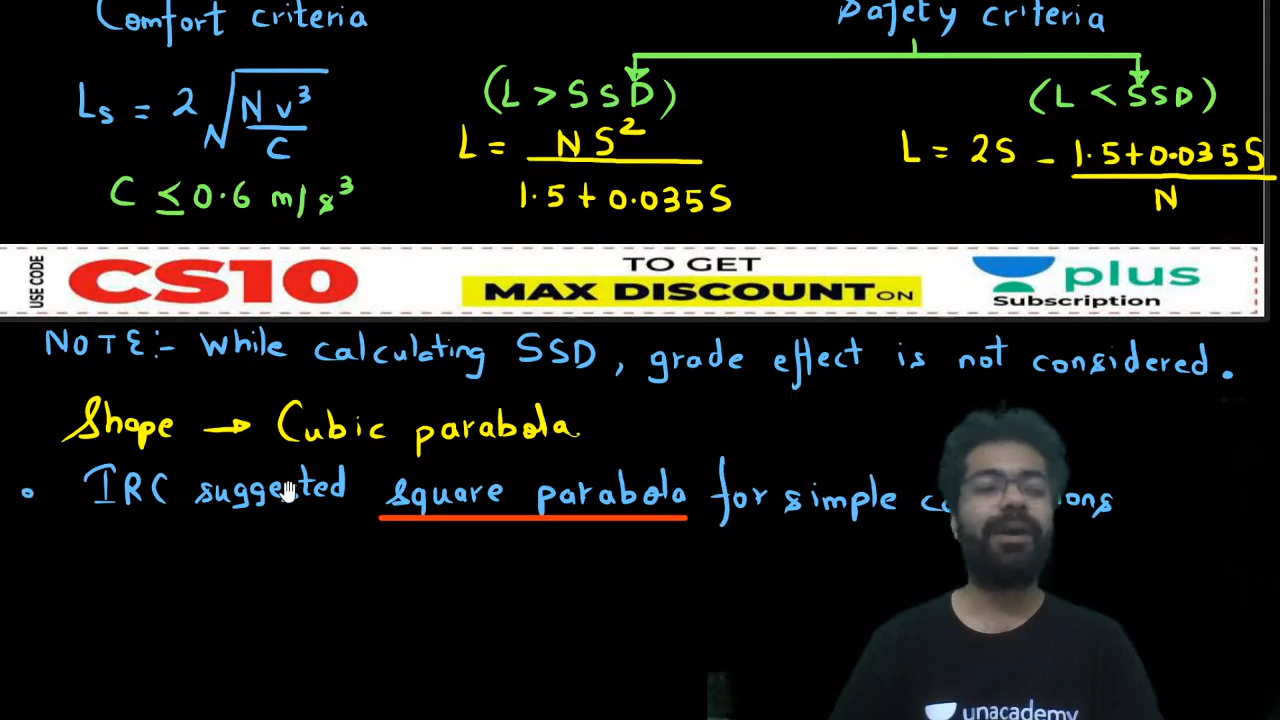 Comfort criteria
Safety criteria
Ls = 2 √(N v³ / C)
C ≤ 0.6 m/s³
(L > SSD)
L = N S² / 1.5 + 0.035S
(L < SSD)
L = 2S - 1.5+0.035S / N
USE CODE
CS10
TO GET
MAX DISCOUNT ON
plus
Subscription
NOTE:- While calculating SSD, grade effect is not considered.
Shape → Cubic parabola
• IRC suggested square parabola for simple
unacademy